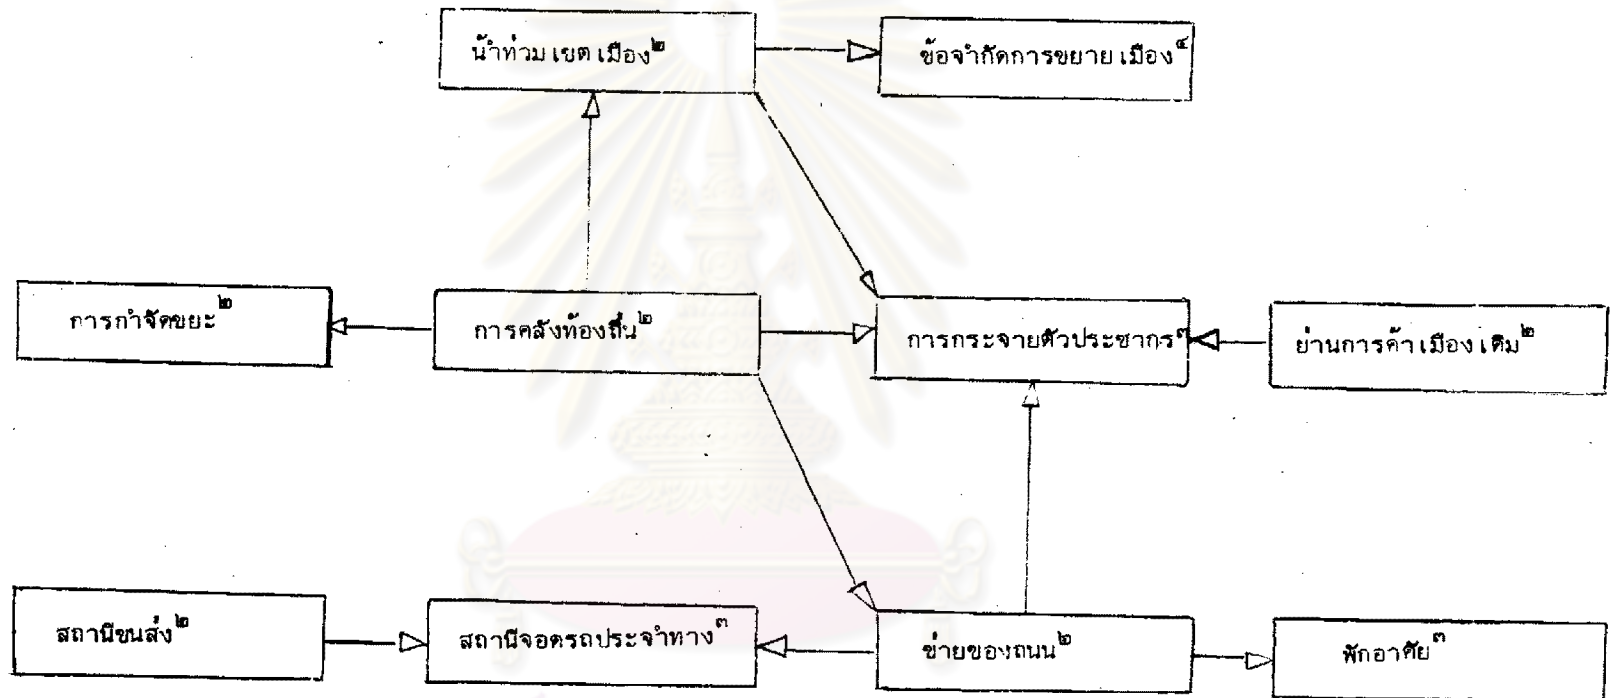 น้ำท่วมเขตเมือง๒
ข้อจำกัดการขยายเมือง๔
การกำจัดขยะ๒
การคลังท้องถิ่น๒
การกระจายตัวประชากร๓
ย่านการค้าเมืองเดิม๒
สถานีขนส่ง๒
สถานีจอดรถประจำทาง๓
ข่ายของถนน๒
พักอาศัย๓